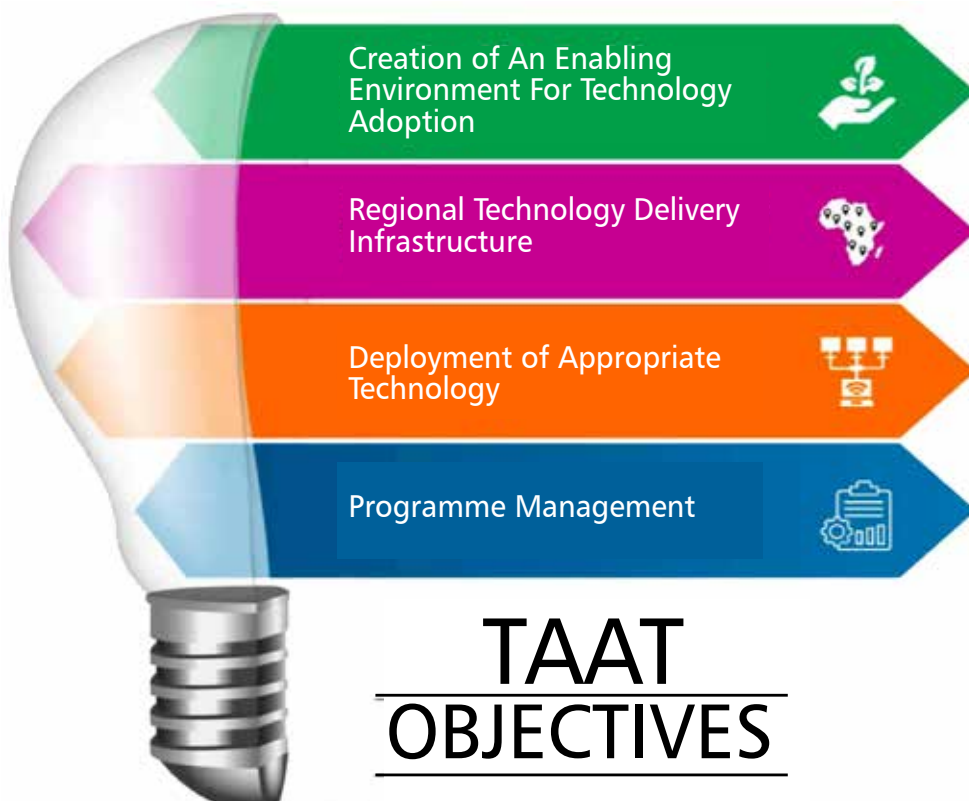 Creation of An Enabling
Environment For Technology
Adoption
Regional Technology Delivery
Infrastructure
Deployment of Appropriate
Technology
Programme Management
TAAT
OBJECTIVES